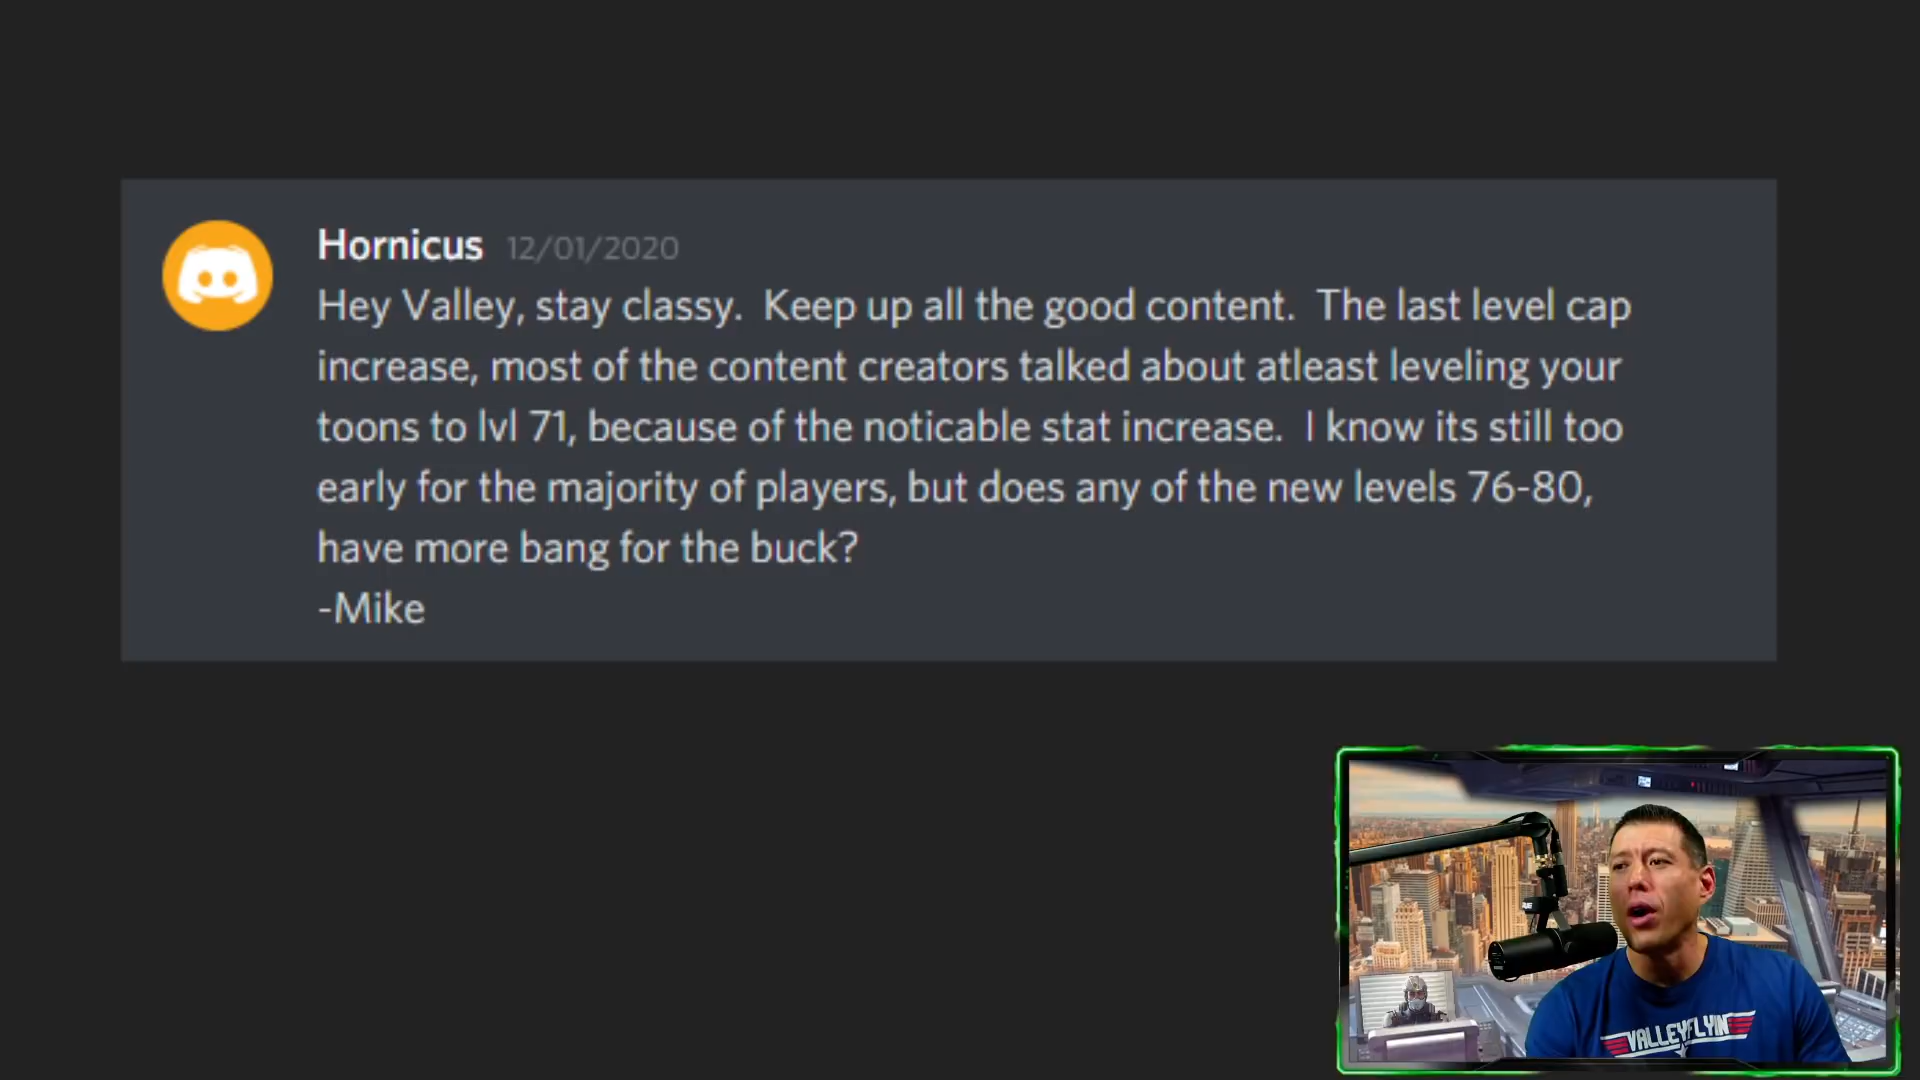 Hornicus 12/01/2020
Hey Valley, stay classy.  Keep up all the good content.  The last level cap
increase, most of the content creators talked about atleast leveling your
toons to lvl 71, because of the noticable stat increase.  I know its still too
early for the majority of players, but does any of the new levels 76-80,
have more bang for the buck?
-Mike
VALLEYFLYIN